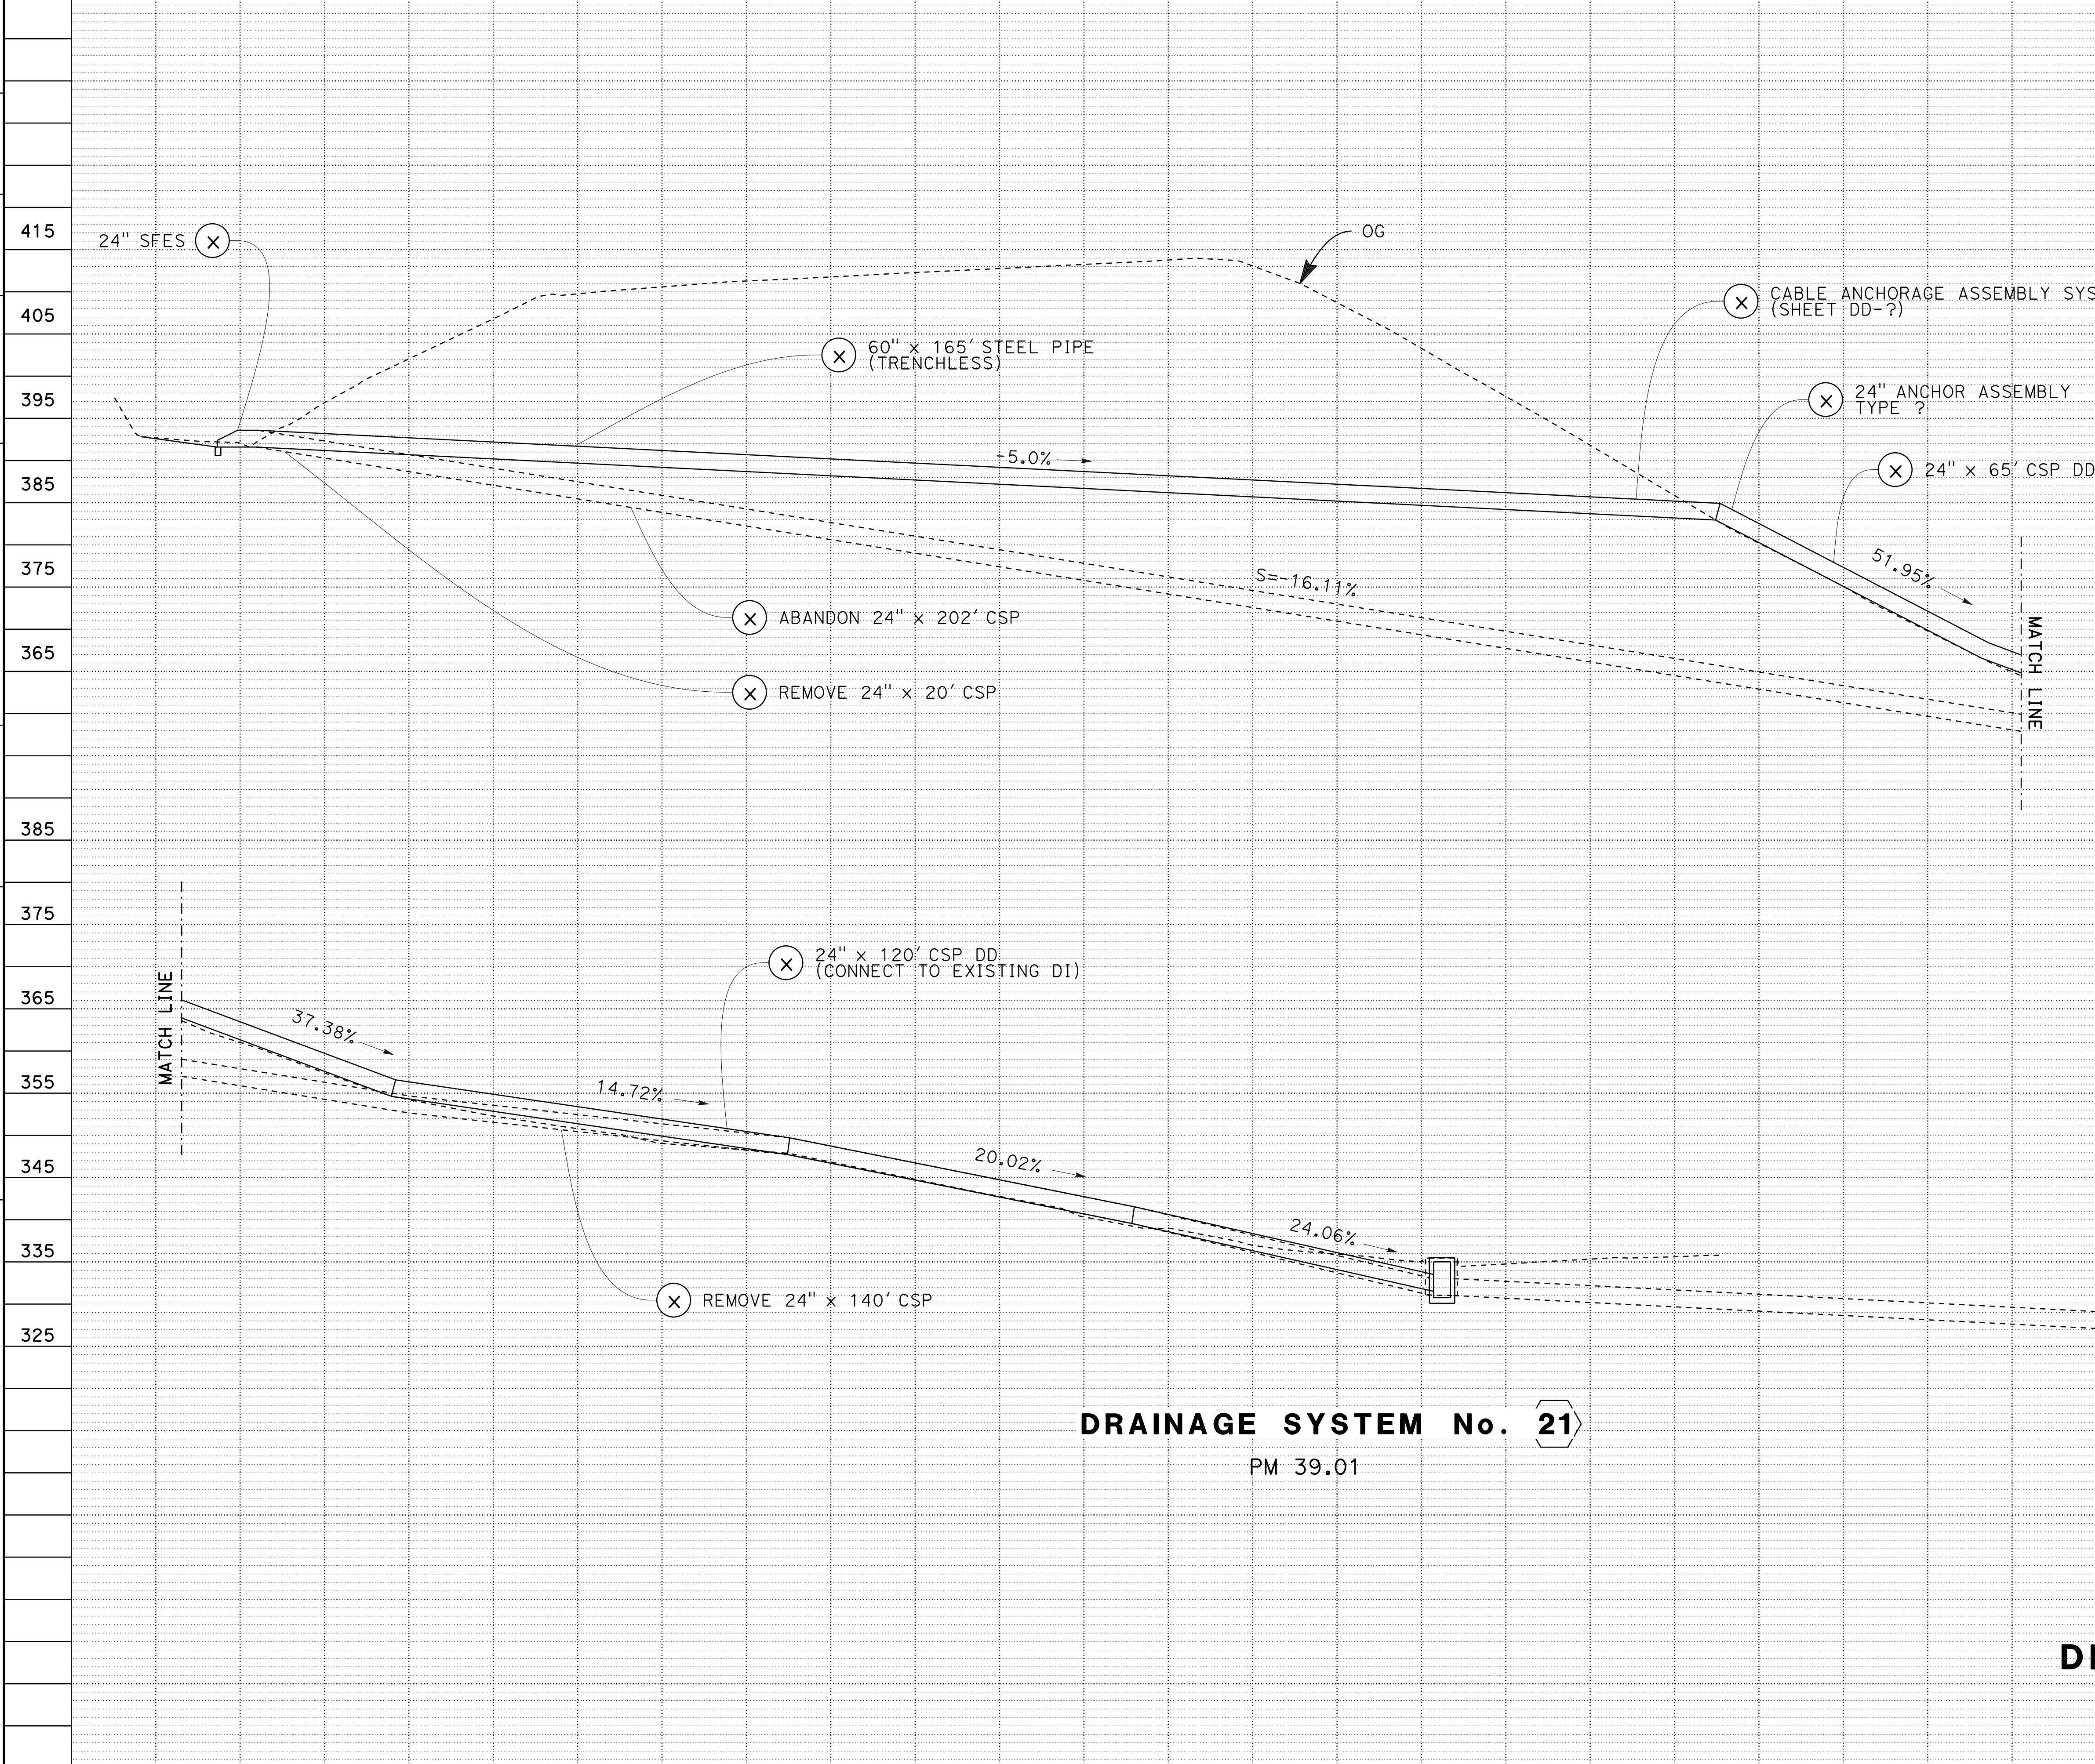 415
405
395
385
375
365
385
375
365
355
345
335
325
24" SFES X
OG
X CABLE ANCHORAGE ASSEMBLY SYS
(SHEET DD-?)
X 60" x 165' STEEL PIPE
(TRENCHLESS)
X 24" ANCHOR ASSEMBLY
TYPE ?
-5.0%
X 24" x 65' CSP DD
51.95%
S=-16.11%
X ABANDON 24" x 202' CSP
X REMOVE 24" x 20' CSP
MATCH LINE
MATCH LINE
X 24" x 120' CSP DD
(CONNECT TO EXISTING DI)
37.38%
14.72%
20.02%
24.06%
X REMOVE 24" x 140' CSP
DRAINAGE SYSTEM No. 21
PM 39.01